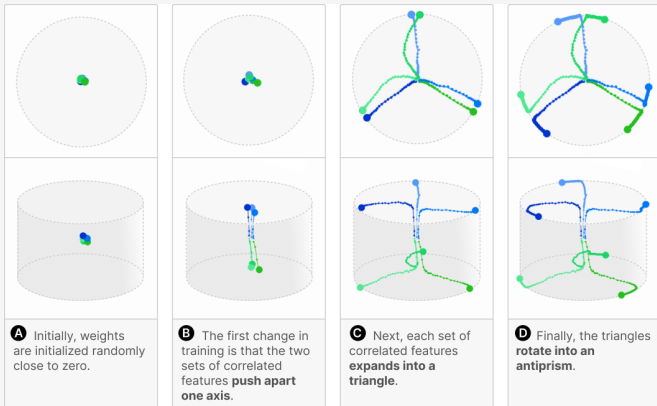 A Initially, weights
are initialized randomly
close to zero.
B The first change in
training is that the two
sets of correlated
features push apart
one axis.
C Next, each set of
correlated features
expands into a
triangle.
D Finally, the triangles
rotate into an
antiprism.